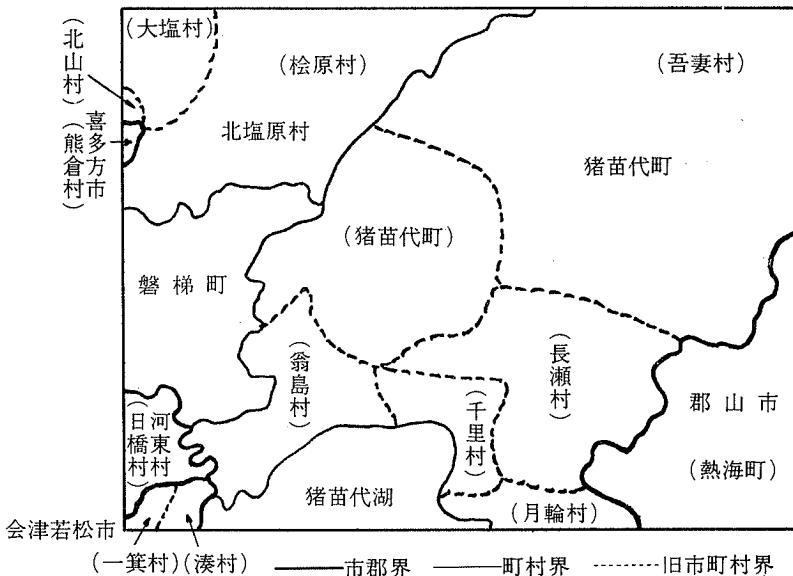 (大塩村)
(北山村)
(桧原村)
(吾妻村)
喜多方市
(熊倉村)
北塩原村
猪苗代町
(猪苗代町)
磐梯町
(翁島村)
(長瀬村)
(千里村)
郡山市
(熱海町)
河東村
(日橋村)
猪苗代湖
(月輪村)
会津若松市
(一箕村)(湊村)
市郡界 町村界 旧市町村界